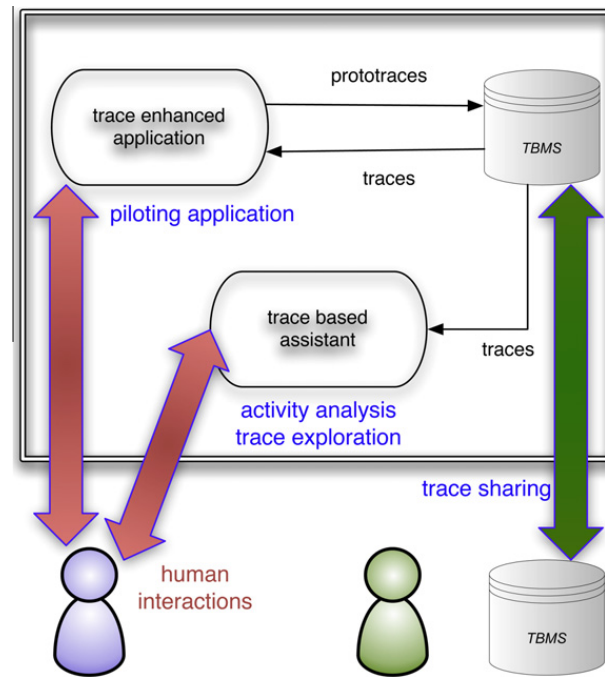 prototraces
trace enhanced
application
TBMS
traces
piloting application
trace based
assistant
traces
activity analysis
trace exploration
trace sharing
human
interactions
TBMS